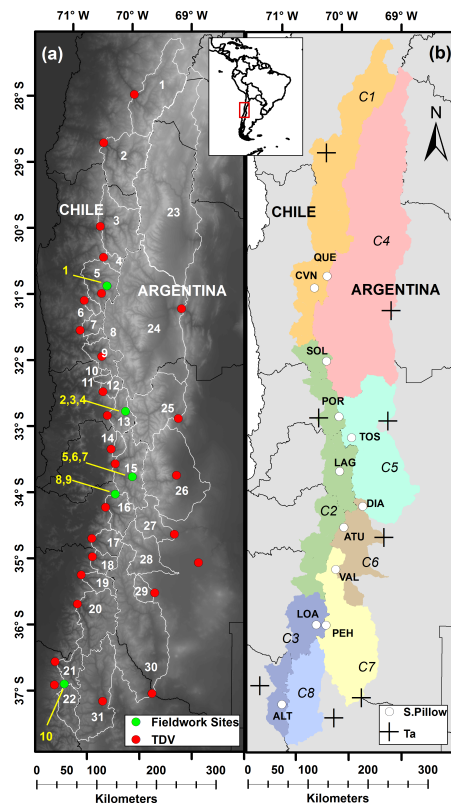 71°W 70°W 69°W
71°W 70°W 69°W
(a)
(b)
1
28°S
2
C1
N
29°S
23
CHILE
CHILE
3
30°S
C4
4
QUE
5
1
CVN
31°S
ARGENTINA
ARGENTINA
6
7
8
24
9
SOL
32°S
10
11
12
2,3,4
POR
25
13
33°S
TOS
14
5,6,7
15
LAG
C5
8,9
26
34°S
16
DIA
C2
27
ATU
17
28
C6
35°S
18
VAL
19
29
20
LOA
36°S
PEH
C3
30
C7
21
C8
37°S
22
ALT
31
10
Fieldwork Sites
TDV
S.Pillow
Ta
0 50 100 200 300
Kilometers
0 50 100 200 300
Kilometers